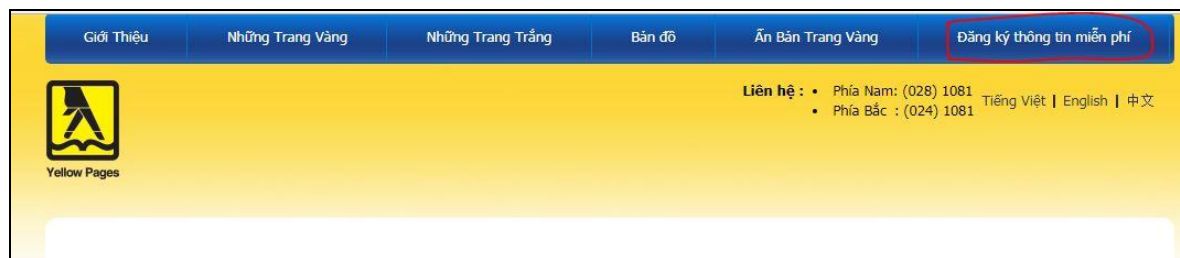 Giới Thiệu Những Trang Vàng Những Trang Trắng Bản đồ Ấn Bản Trang Vàng Đăng ký thông tin miễn phí
Liên hệ : • Phía Nam: (028) 1081
• Phía Bắc : (024) 1081
Tiếng Việt | English | 中文
Yellow Pages